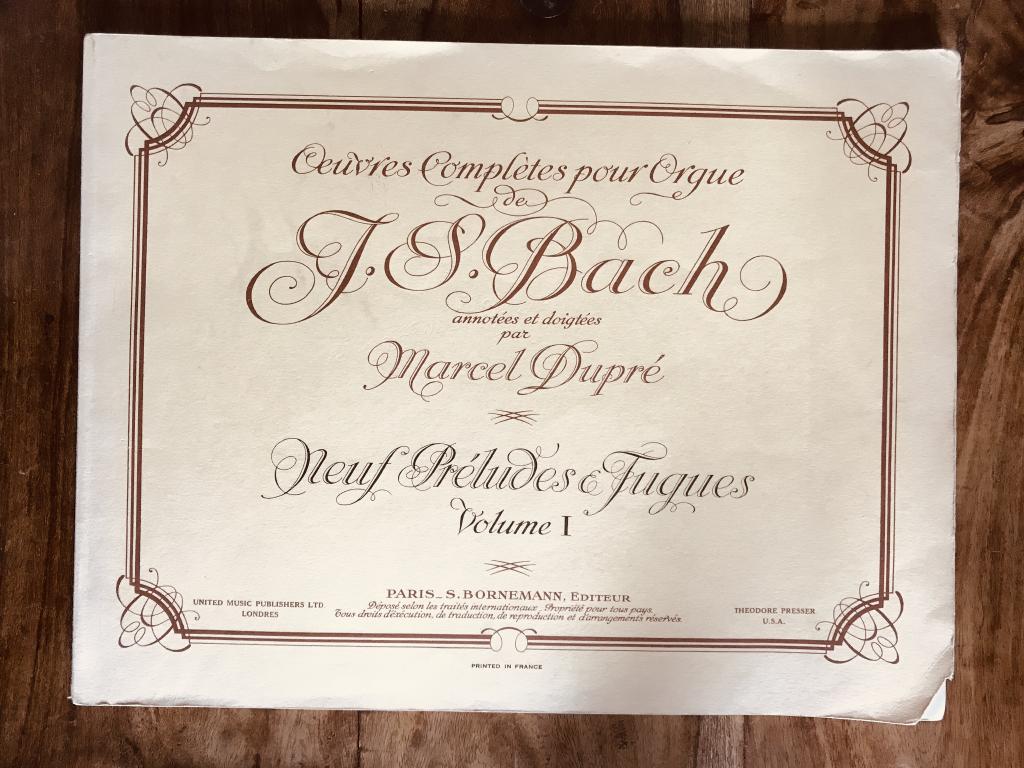 Oeuvres Complètes pour Orgue
de
J. S. Bach
annotées et doigtées
par
Marcel Dupré
Neuf Préludes & Fugues
Volume I
PARIS_S. BORNEMANN, EDITEUR
Déposé selon les traités internationaux. Propriété pour tous pays.
Tous droits d'exécution, de traduction, de reproduction et d'arrangements réservés.
UNITED MUSIC PUBLISHERS LTD
LONDRES
THEODORE PRESSER
U.S.A.
PRINTED IN FRANCE